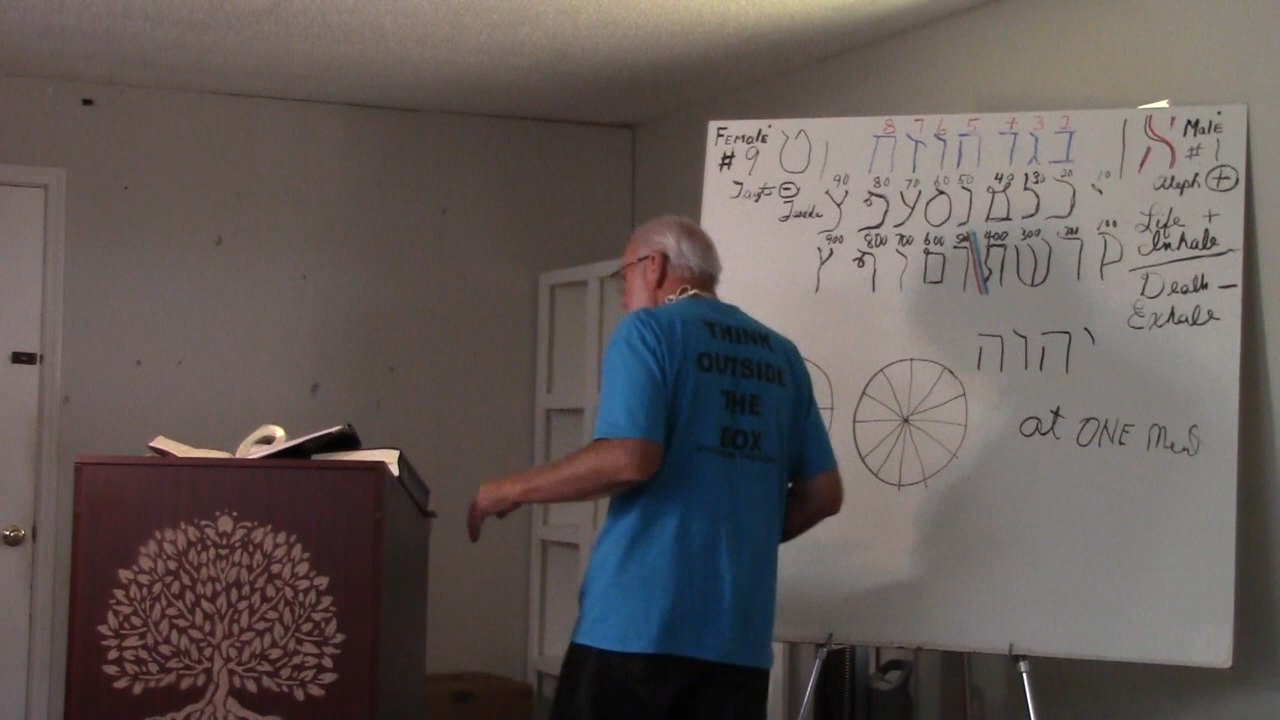 Female
# 9
8 7 6 5 4 3 2
א ו ב ג ד ה ו ז ח ו ט
Male
# 1
Aleph +
Inside
90 80 70 60 50 40 30 20 10
י כ ל מ נ ס ע פ צ
900 800 700 600 400 300 200 100
ק ר ש ת ך ם ן ף ץ
Life +
Inhale
Death –
Exhale
יהוה
at ONE Ment
THINK
OUTSIDE
THE
BOX